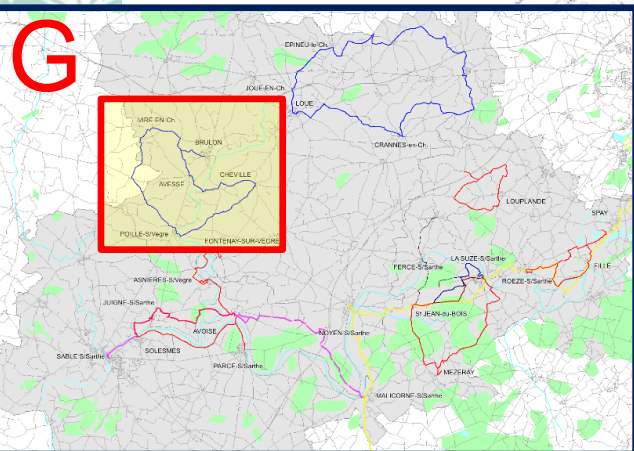 G
EPINEU-le-Ch.
JOUE-EN-Ch.
LOUE
VIRE-EN-Ch.
CRANNES-en-Ch.
BRULON
CHEVILLE
AVESSE
LOUPLANDE
SPAY
POILLE-S/Vegre
FONTENAY-SUR-VEGRE
LA SUZE-S/Sarthe
FERCE-S/Sarthe
FILLE
ASNIERES-S/Vegre
ROEZE-S/Sarthe
JUIGNE-S/Sarthe
St JEAN-du-BOIS
AVOISE
NOYEN S/Sarthe
SOLESMES
SABLE S/Sarthe
PARCE-S/Sarthe
MEZERAY
MALICORNE-S/Sarthe